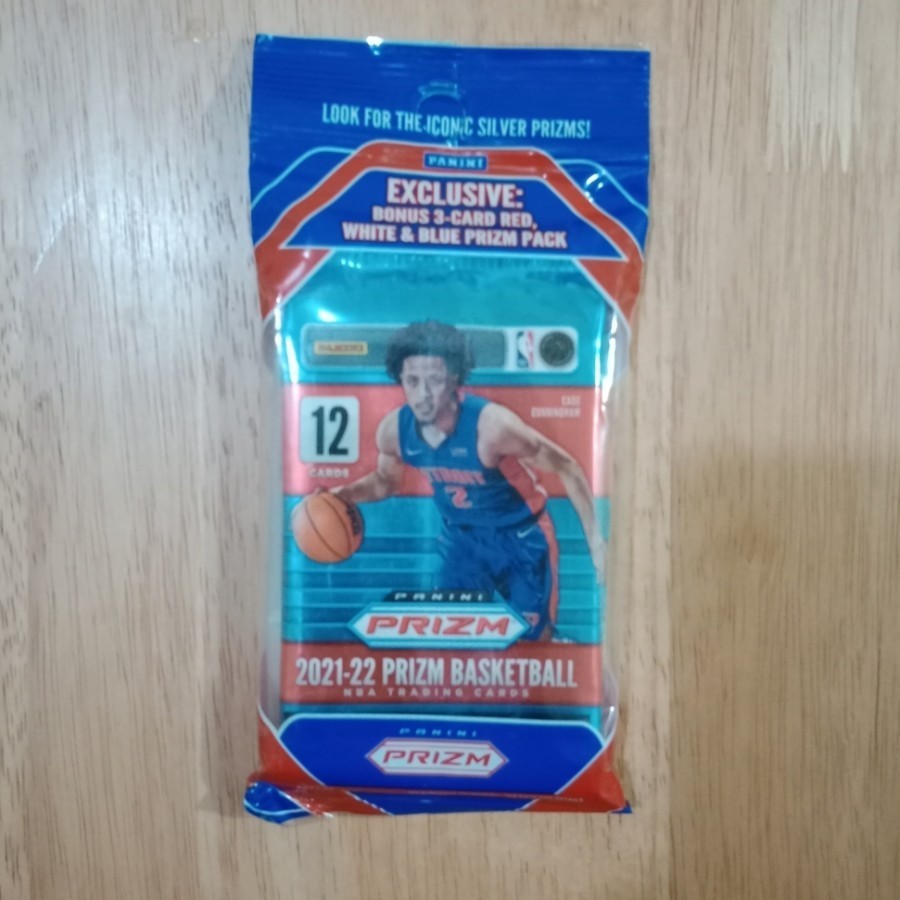 LOOK FOR THE ICONIC SILVER PRIZMS!
PANINI
EXCLUSIVE:
BONUS 3-CARD RED,
WHITE & BLUE PRIZM PACK
CADE
CUNNINGHAM
12
CARDS
DETROIT
2
PANINI
PRIZM
2021-22 PRIZM BASKETBALL
NBA TRADING CARDS
PANINI
PRIZM